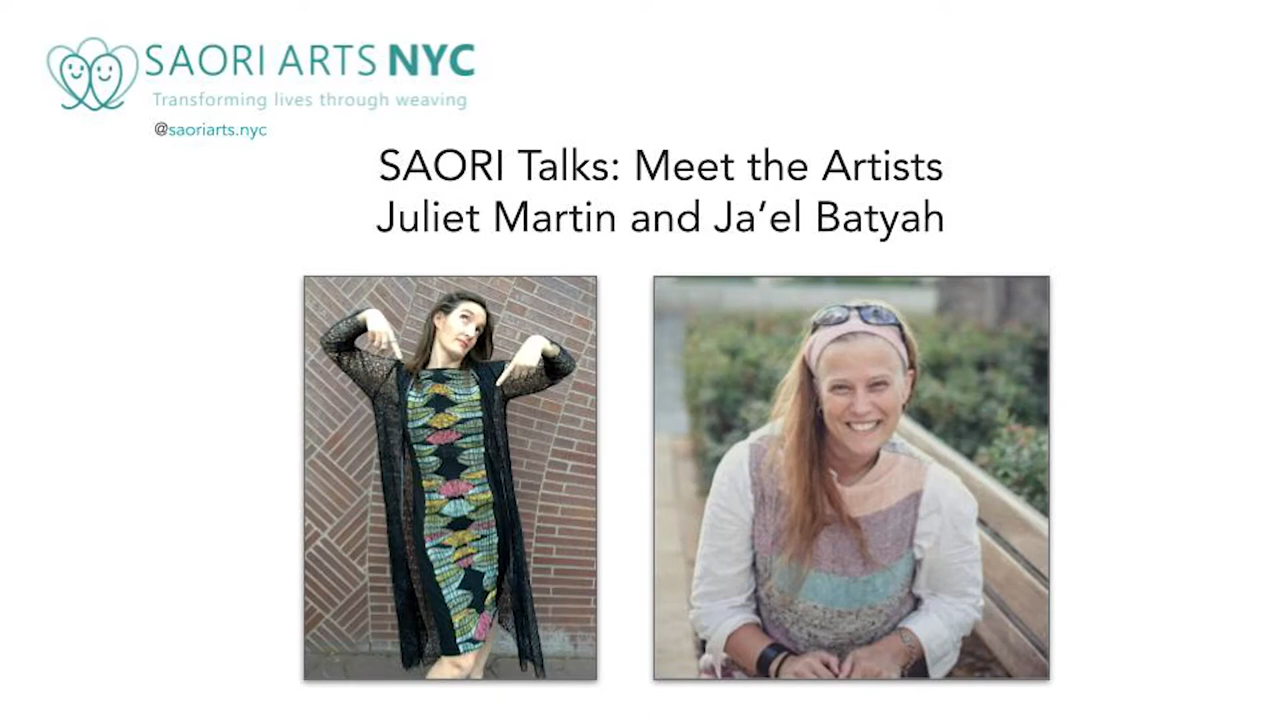 SAORI ARTS NYC
Transforming lives through weaving
@saoriarts.nyc
SAORI Talks: Meet the Artists
Juliet Martin and Ja’el Batyah